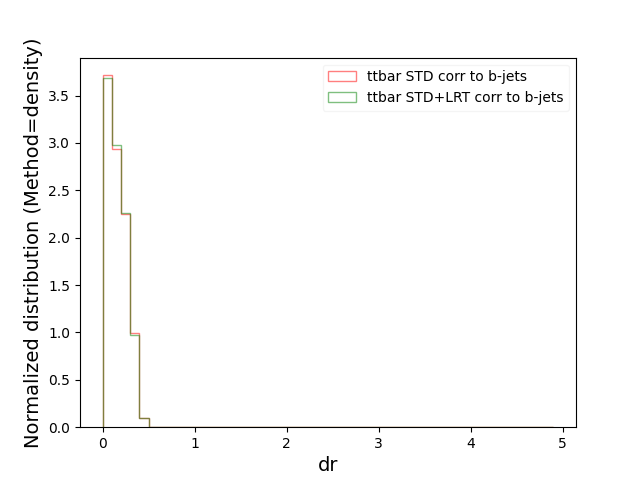 Normalized distribution (Method=density)
ttbar STD corr to b-jets
ttbar STD+LRT corr to b-jets
3.5
3.0
2.5
2.0
1.5
1.0
0.5
0.0
0 1 2 3 4 5
dr